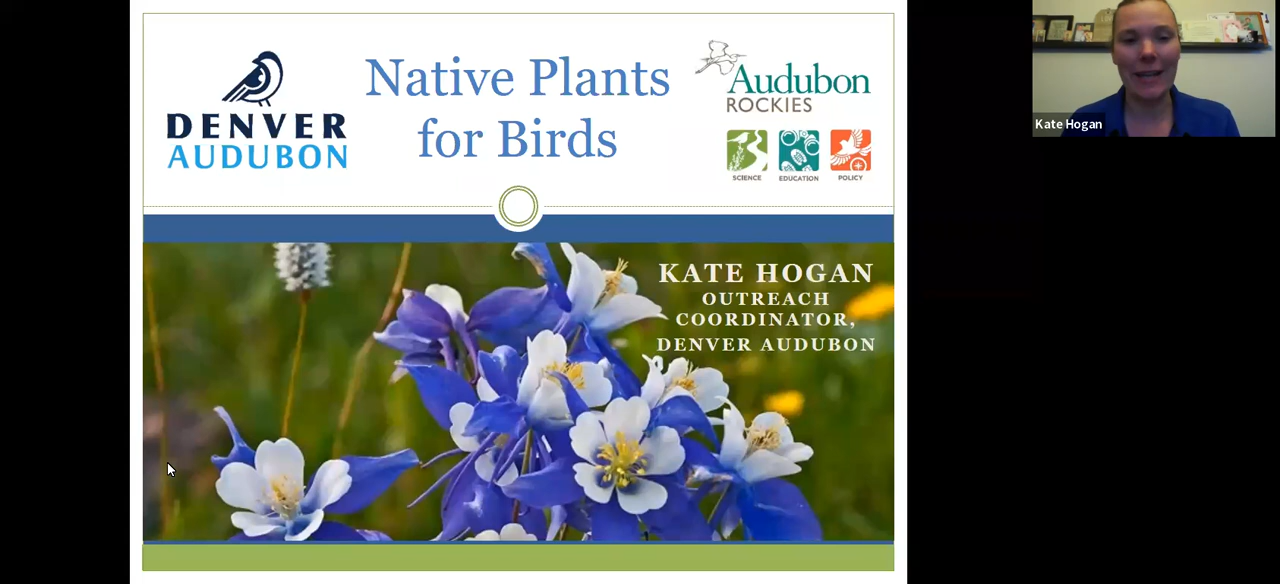 DENVER
AUDUBON
Native Plants
for Birds
Audubon
ROCKIES
SCIENCE
EDUCATION
POLICY
KATE HOGAN
OUTREACH
COORDINATOR,
DENVER AUDUBON
Kate Hogan